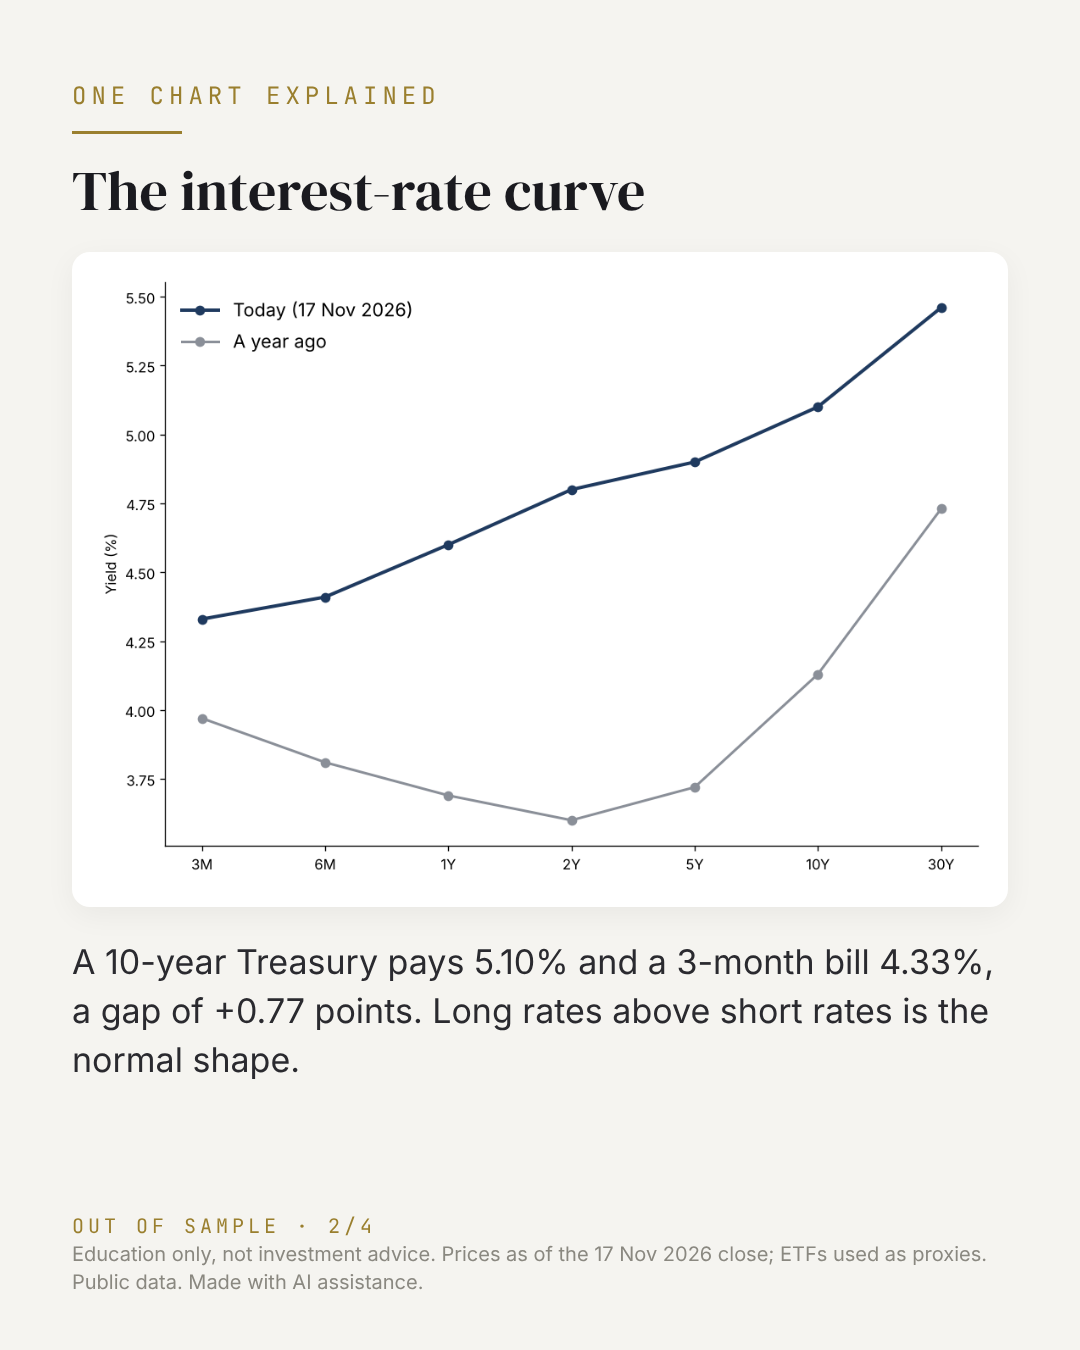 ONE CHART EXPLAINED
The interest-rate curve
Today (17 Nov 2026)
A year ago
Yield (%)
5.50
5.25
5.00
4.75
4.50
4.25
4.00
3.75
3M 6M 1Y 2Y 5Y 10Y 30Y
A 10-year Treasury pays 5.10% and a 3-month bill 4.33%,
a gap of +0.77 points. Long rates above short rates is the
normal shape.
OUT OF SAMPLE · 2/4
Education only, not investment advice. Prices as of the 17 Nov 2026 close; ETFs used as proxies.
Public data. Made with AI assistance.